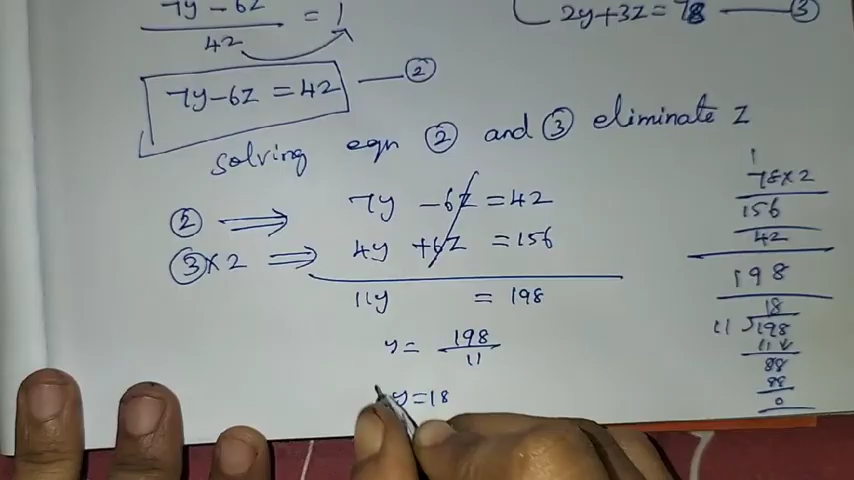 7y-6z = 1
42
2y+3z=78 — ③
7y-6z = 42 — ②
solving eqn ② and ③ eliminate z
② ⟹ 7y -6z = 42
③×2 ⟹ 4y +6z = 156
11y = 198
y = 198
11
y=18
1
78×2
156
42
198
18
11 198
11
88
88
0